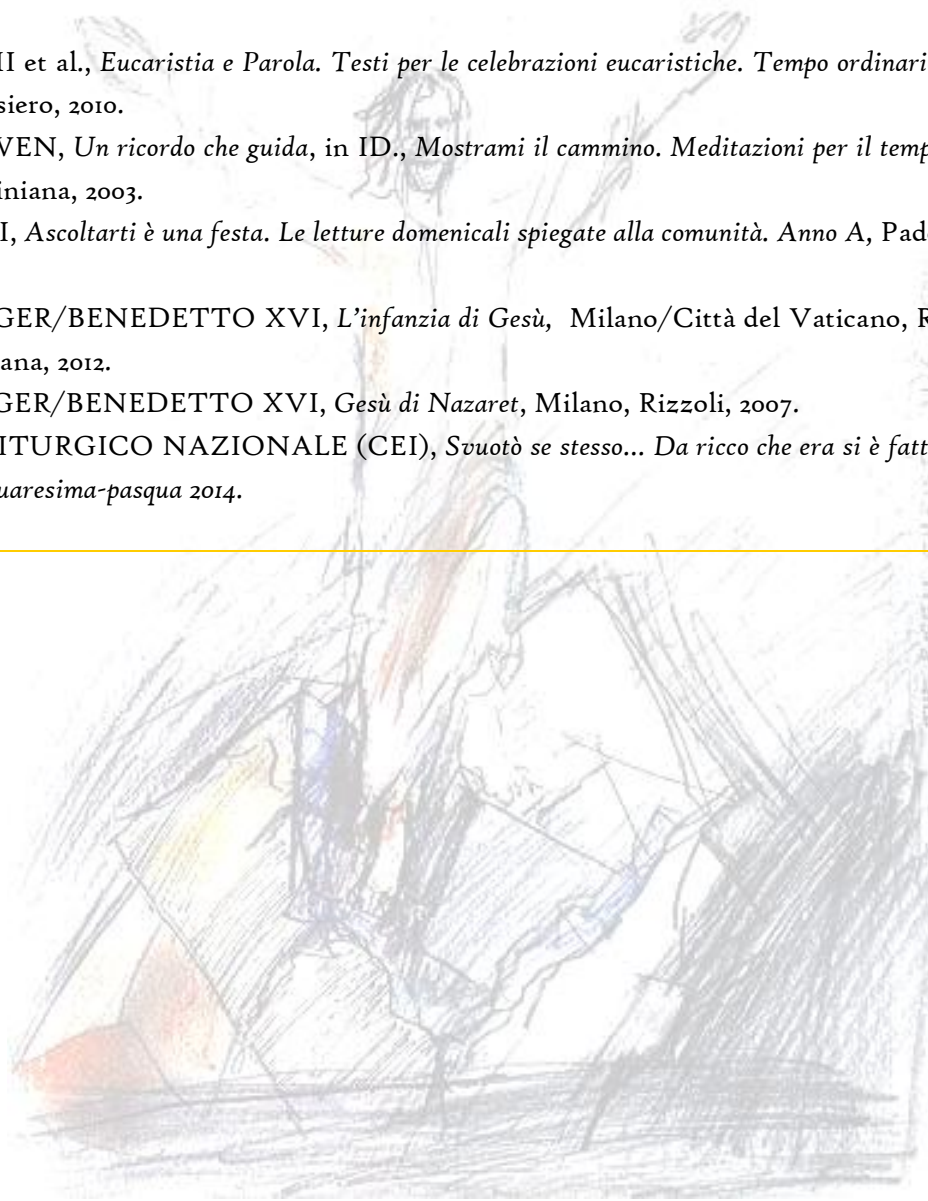 II et al., Eucaristia e Parola. Testi per le celebrazioni eucaristiche. Tempo ordinari
siero, 2010.
VEN, Un ricordo che guida, in ID., Mostrami il cammino. Meditazioni per il temp
iniana, 2003.
I, Ascoltarti è una festa. Le letture domenicali spiegate alla comunità. Anno A, Pad
GER/BENEDETTO XVI, L’infanzia di Gesù, Milano/Città del Vaticano, R
ana, 2012.
GER/BENEDETTO XVI, Gesù di Nazaret, Milano, Rizzoli, 2007.
ITURGICO NAZIONALE (CEI), Svuotò se stesso... Da ricco che era si è fatt
uaresima-pasqua 2014.